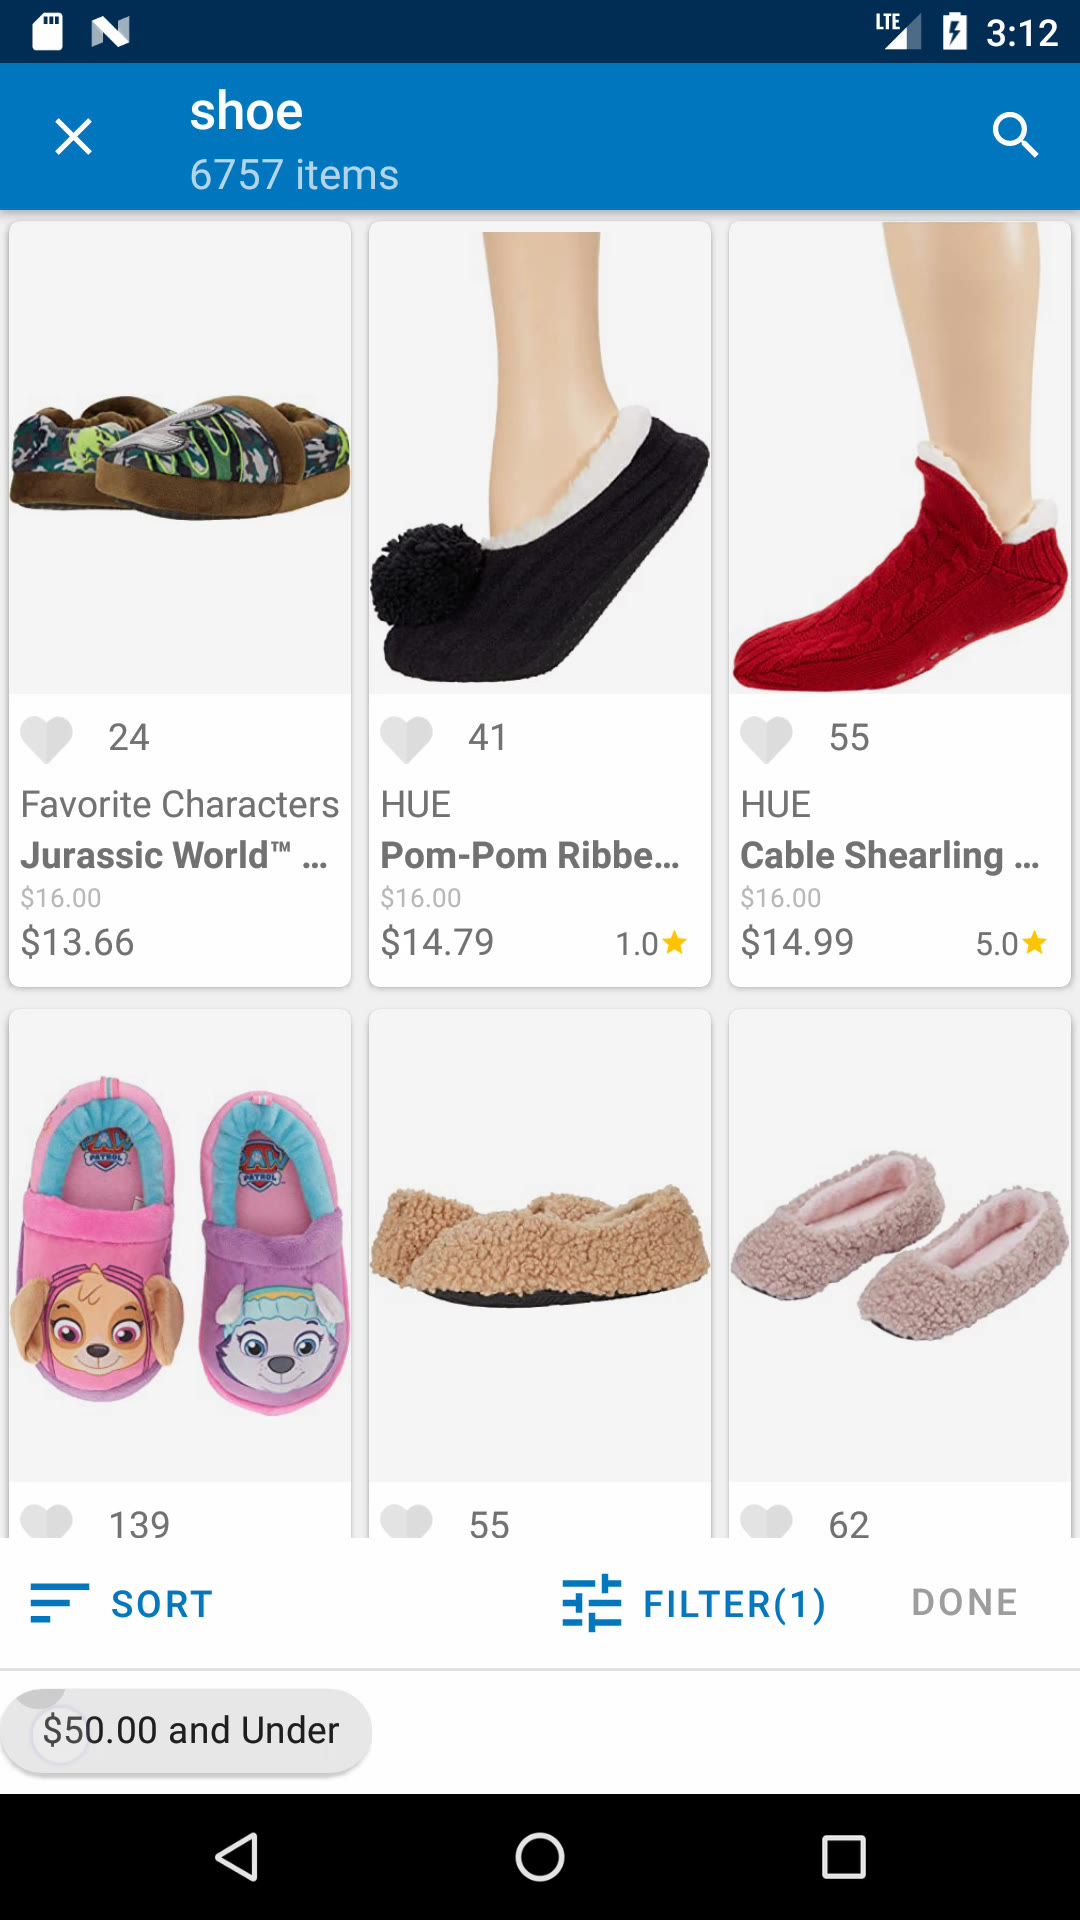 LTE 3:12
shoe
6757 items
24
41
55
Favorite Characters
HUE
HUE
Jurassic World™ ...
Pom-Pom Ribbe...
Cable Shearling ...
$16.00
$16.00
$16.00
$13.66
$14.79 1.0
$14.99 5.0
PAW PATROL
PAW PATROL
139
55
62
SORT
FILTER(1)
DONE
$50.00 and Under